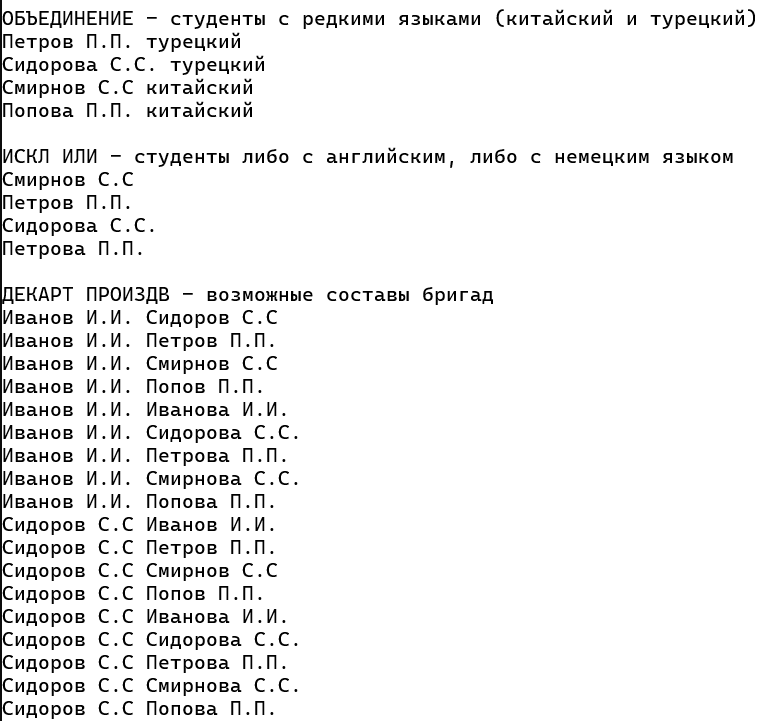 ОБЪЕДИНЕНИЕ – студенты с редкими языками (китайский и турецкий)
Петров П.П. турецкий
Сидорова С.С. турецкий
Смирнов С.С китайский
Попова П.П. китайский
ИСКЛ ИЛИ – студенты либо с английским, либо с немецким языком
Смирнов С.С
Петров П.П.
Сидорова С.С.
Петрова П.П.
ДЕКАРТ ПРОИЗДВ – возможные составы бригад
Иванов И.И. Сидоров С.С
Иванов И.И. Петров П.П.
Иванов И.И. Смирнов С.С
Иванов И.И. Попов П.П.
Иванов И.И. Иванова И.И.
Иванов И.И. Сидорова С.С.
Иванов И.И. Петрова П.П.
Иванов И.И. Смирнова С.С.
Иванов И.И. Попова П.П.
Сидоров С.С Иванов И.И.
Сидоров С.С Петров П.П.
Сидоров С.С Смирнов С.С
Сидоров С.С Попов П.П.
Сидоров С.С Иванова И.И.
Сидоров С.С Сидорова С.С.
Сидоров С.С Петрова П.П.
Сидоров С.С Смирнова С.С.
Сидоров С.С Попова П.П.